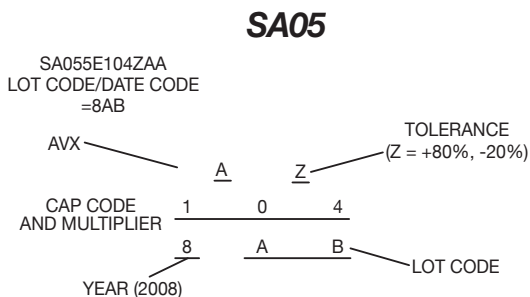 SA05
SA055E104ZAA
LOT CODE/DATE CODE
=8AB
AVX
TOLERANCE
(Z = +80%, -20%)
A Z
CAP CODE
AND MULTIPLIER
1 0 4
8 A B
LOT CODE
YEAR (2008)